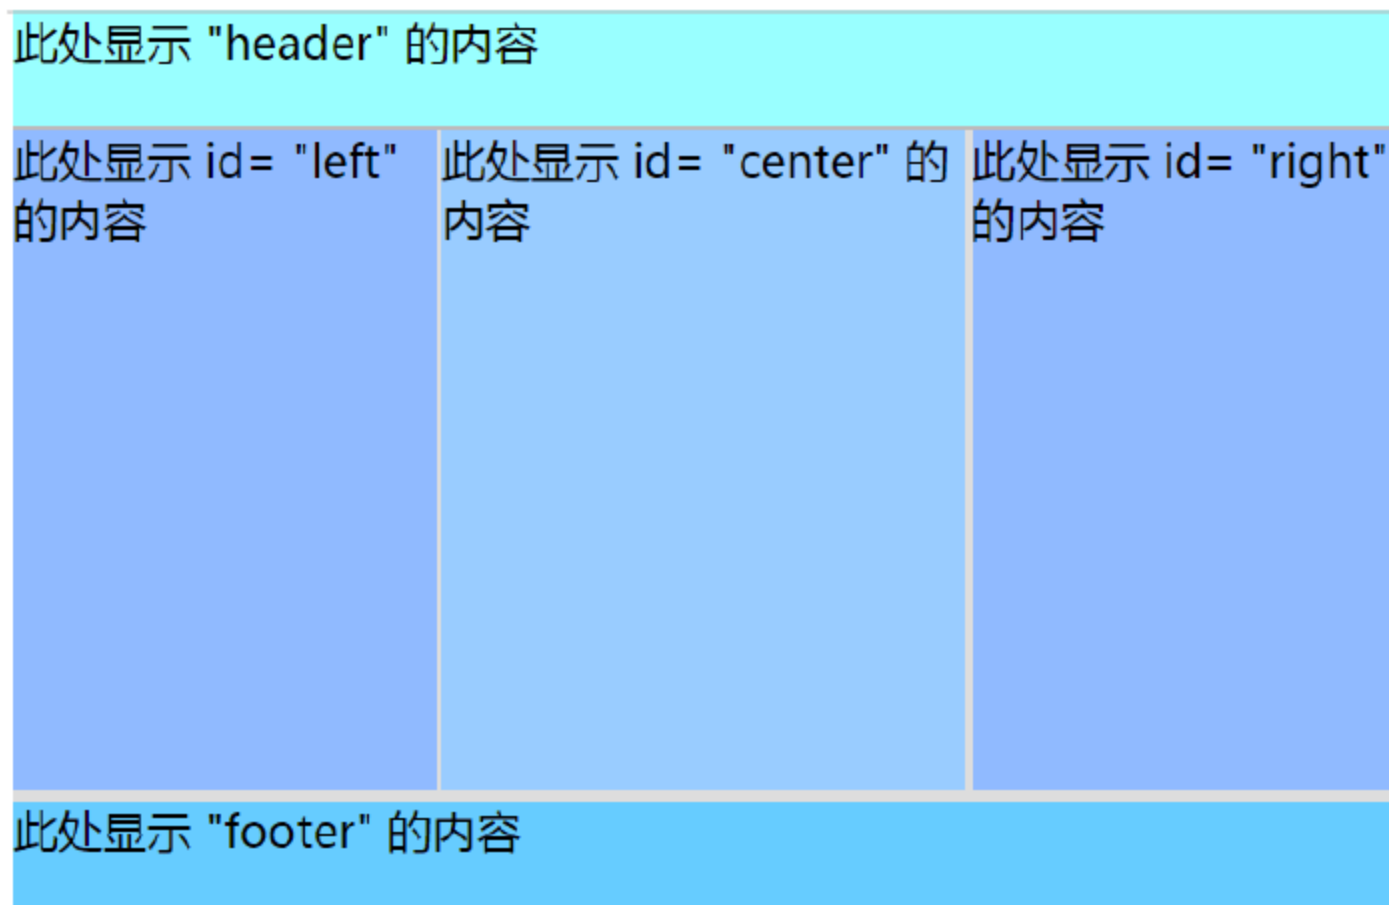 此处显示 "header" 的内容
此处显示 id= "left"
的内容
此处显示 id= "center" 的
内容
此处显示 id= "right"
的内容
此处显示 "footer" 的内容